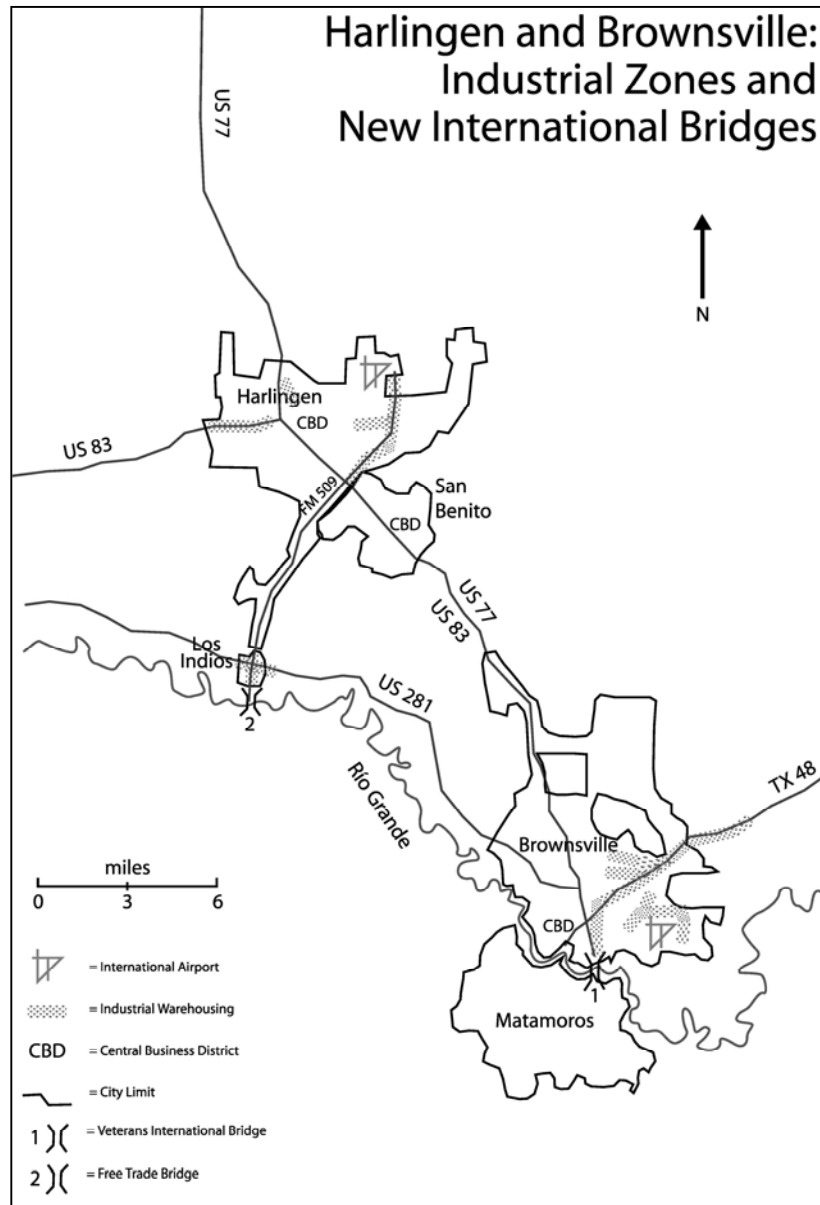 Harlingen and Brownsville:
Industrial Zones and
New International Bridges
US 77
N
Harlingen
CBD
US 83
San
Benito
FM 509
CBD
US 77
US 83
Los
Indios
US 281
2
Río Grande
TX 48
Brownsville
miles
0 3 6
CBD
1
Matamoros
= International Airport
= Industrial Warehousing
CBD = Central Business District
= City Limit
1 = Veterans International Bridge
2 = Free Trade Bridge